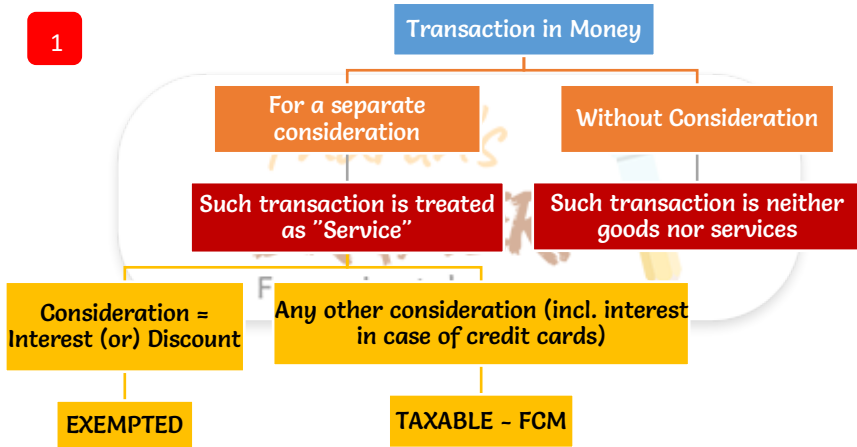 1
Transaction in Money
For a separate
consideration
Without Consideration
Such transaction is treated
as "Service"
Such transaction is neither
goods nor services
Consideration =
Interest (or) Discount
Any other consideration (incl. interest
in case of credit cards)
EXEMPTED
TAXABLE - FCM